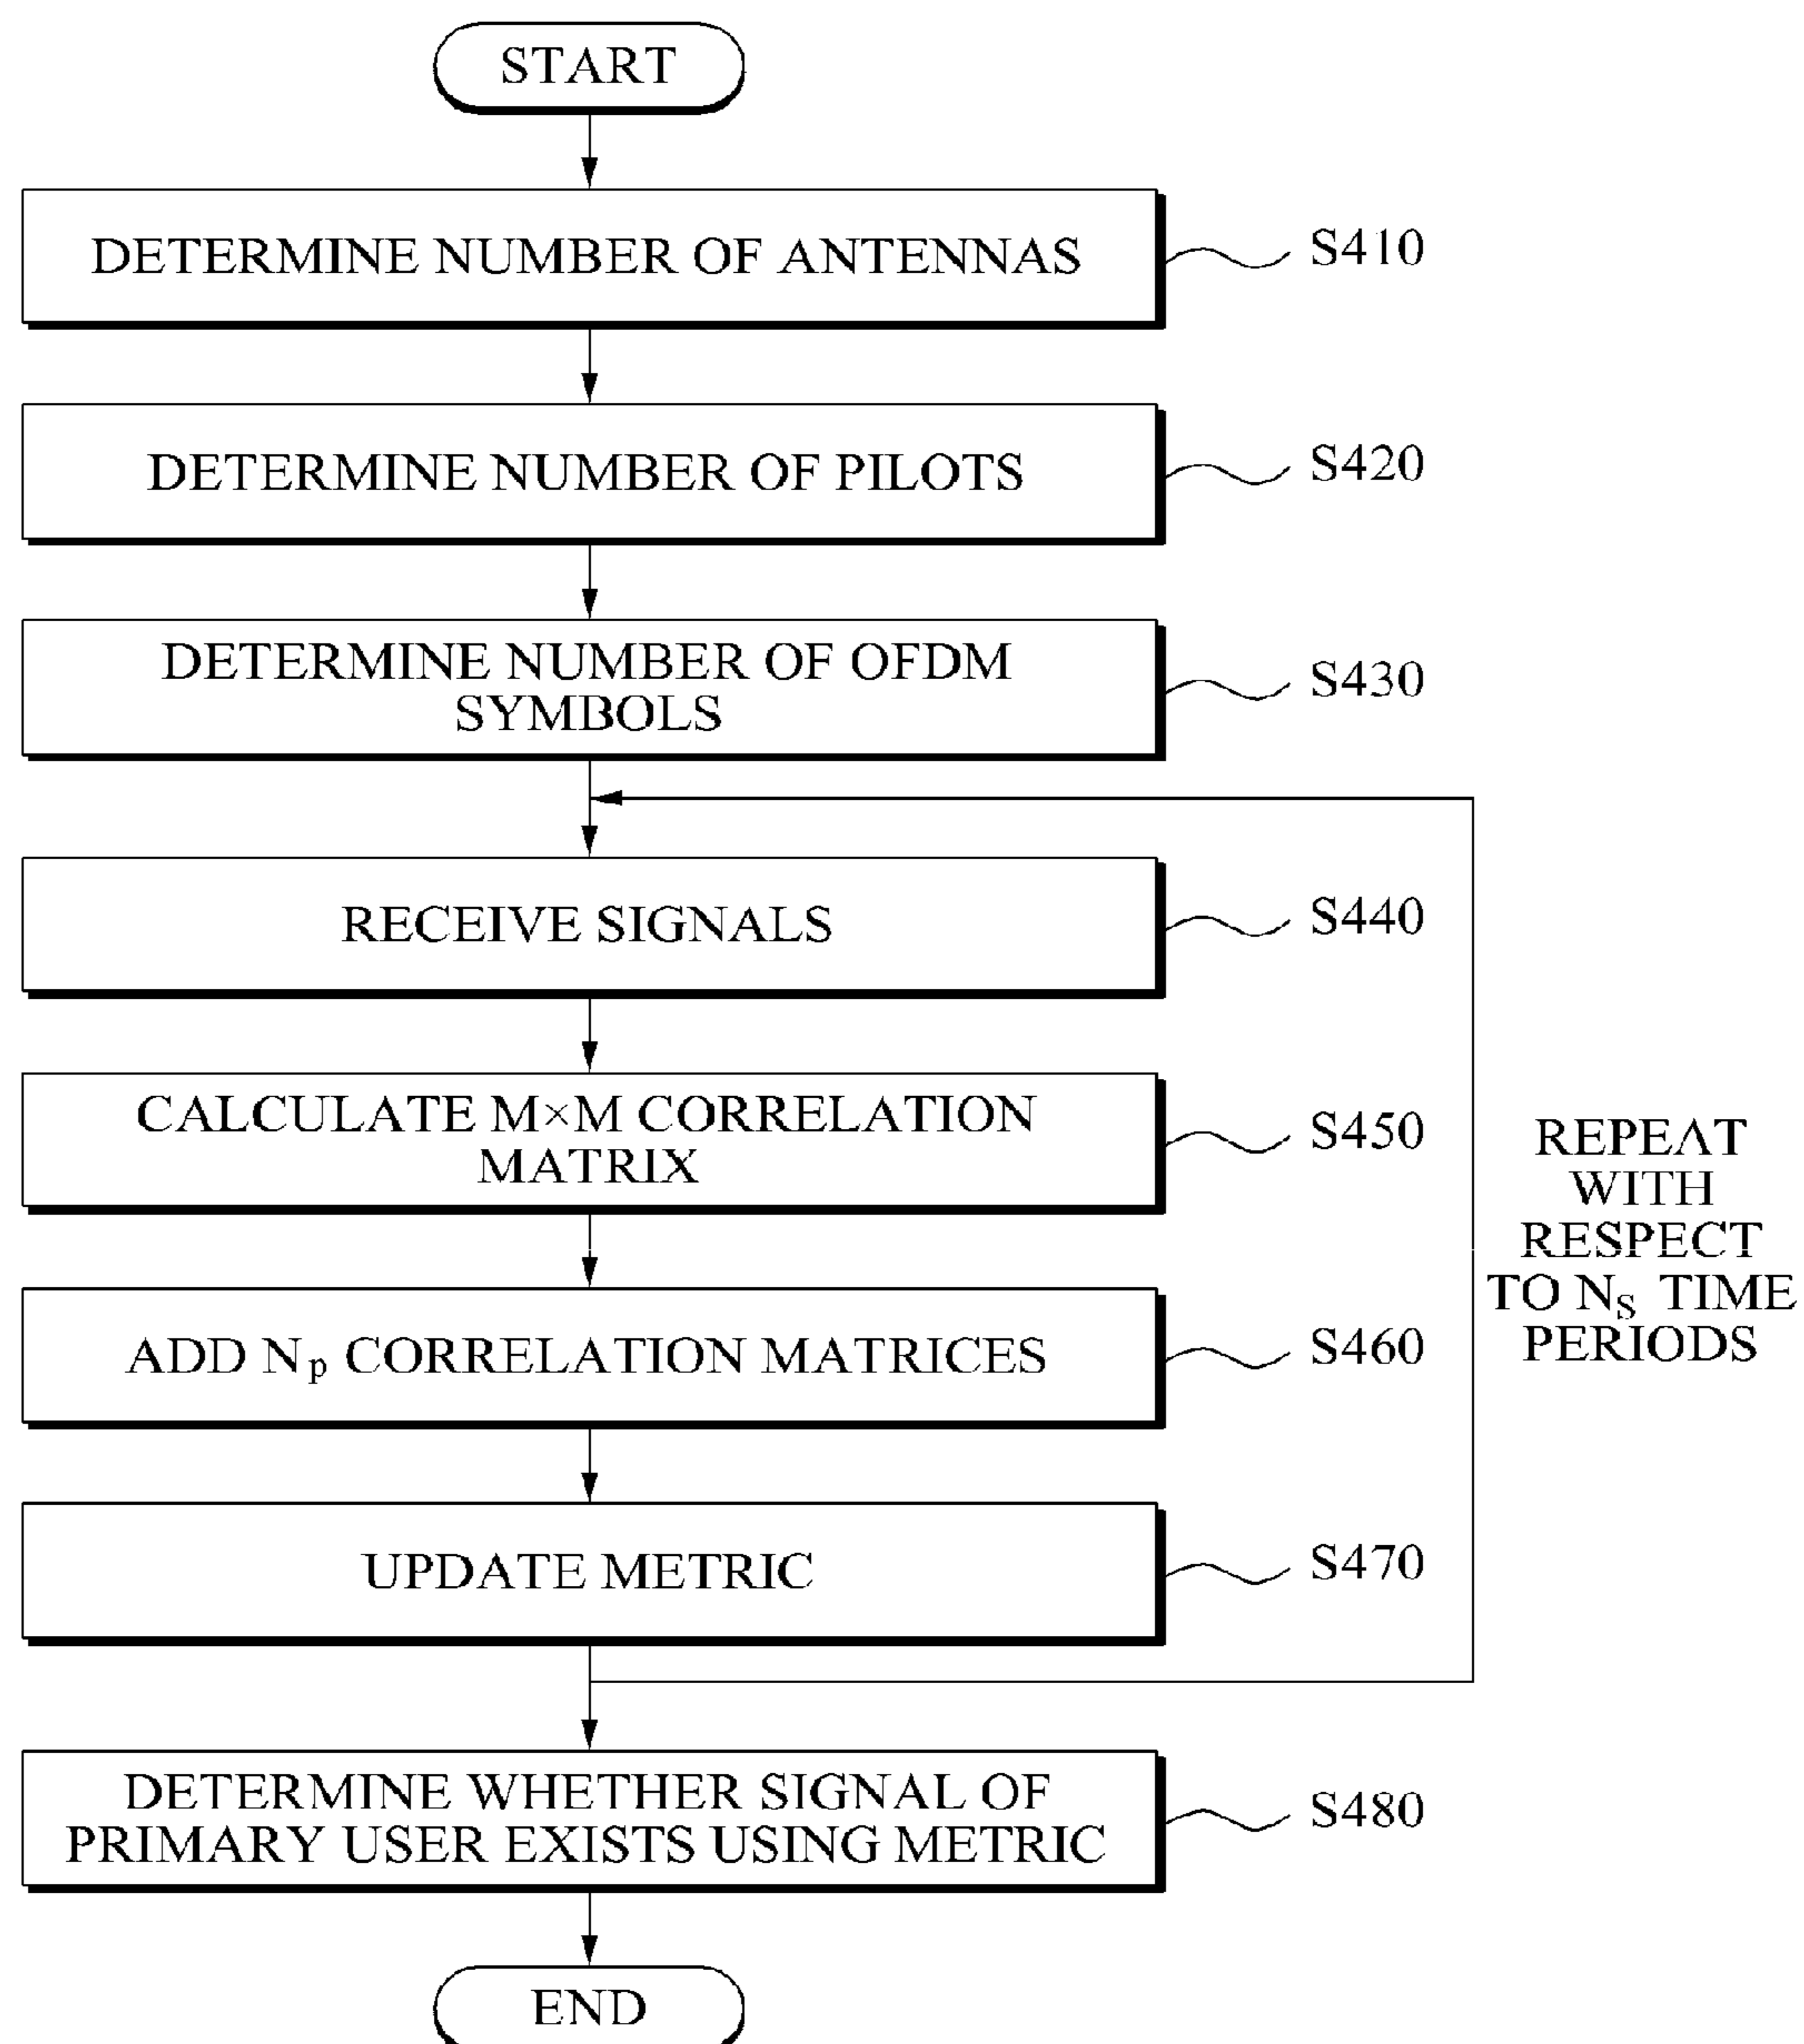 START
DETERMINE NUMBER OF ANTENNAS
S410
DETERMINE NUMBER OF PILOTS
S420
DETERMINE NUMBER OF OFDM
SYMBOLS
S430
RECEIVE SIGNALS
S440
CALCULATE M×M CORRELATION
MATRIX
S450
ADD Np CORRELATION MATRICES
S460
UPDATE METRIC
S470
REPEAT
WITH
RESPECT
TO NS TIME
PERIODS
DETERMINE WHETHER SIGNAL OF
PRIMARY USER EXISTS USING METRIC
S480
END